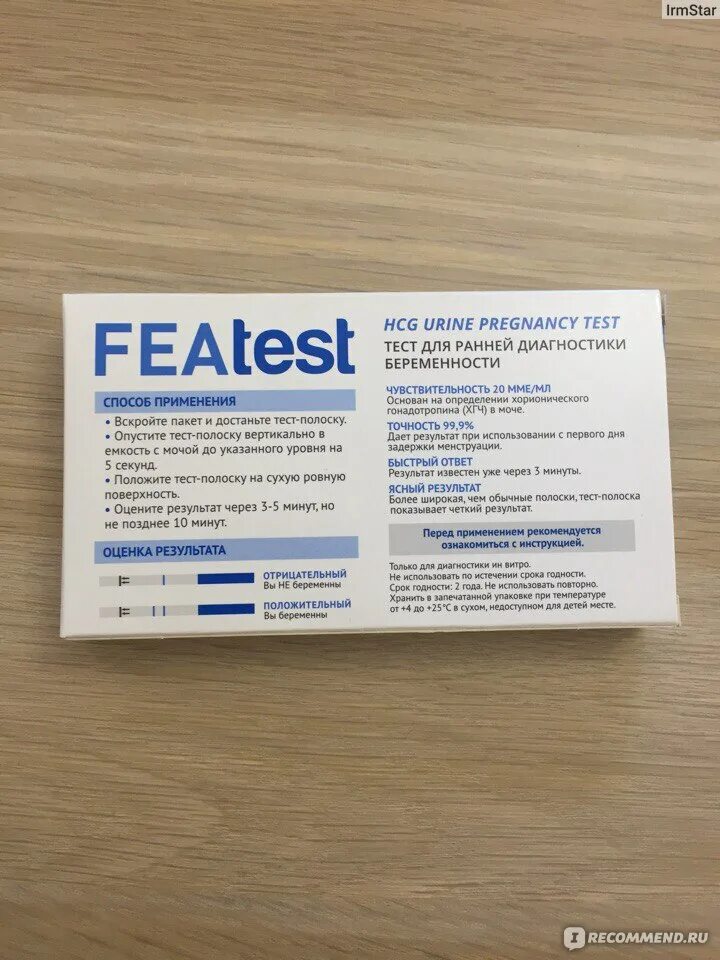 IrmStar
FEAtest
СПОСОБ ПРИМЕНЕНИЯ
• Вскройте пакет и достаньте тест-полоску.
• Опустите тест-полоску вертикально в
емкость с мочой до указанного уровня на
5 секунд.
• Положите тест-полоску на сухую ровную
поверхность.
• Оцените результат через 3-5 минут, но
не позднее 10 минут.
ОЦЕНКА РЕЗУЛЬТАТА
ОТРИЦАТЕЛЬНЫЙ
Вы НЕ беременны
ПОЛОЖИТЕЛЬНЫЙ
Вы беременны
HCG URINE PREGNANCY TEST
ТЕСТ ДЛЯ РАННЕЙ ДИАГНОСТИКИ
БЕРЕМЕННОСТИ
ЧУВСТВИТЕЛЬНОСТЬ 20 ММЕ/МЛ
Основан на определении хорионического
гонадотропина (ХГЧ) в моче.
ТОЧНОСТЬ 99,9%
Дает результат при использовании с первого дня
задержки менструации.
БЫСТРЫЙ ОТВЕТ
Результат известен уже через 3 минуты.
ЯСНЫЙ РЕЗУЛЬТАТ
Более широкая, чем обычные полоски, тест-полоска
показывает четкий результат.
Перед применением рекомендуется
ознакомиться с инструкцией.
Только для диагностики ин витро.
Не использовать по истечении срока годности.
Срок годности: 2 года. Не использовать повторно.
Хранить в запечатанной упаковке при температуре
от +4 до +25°C в сухом, недоступном для детей месте.
I RECOMMEND.RU